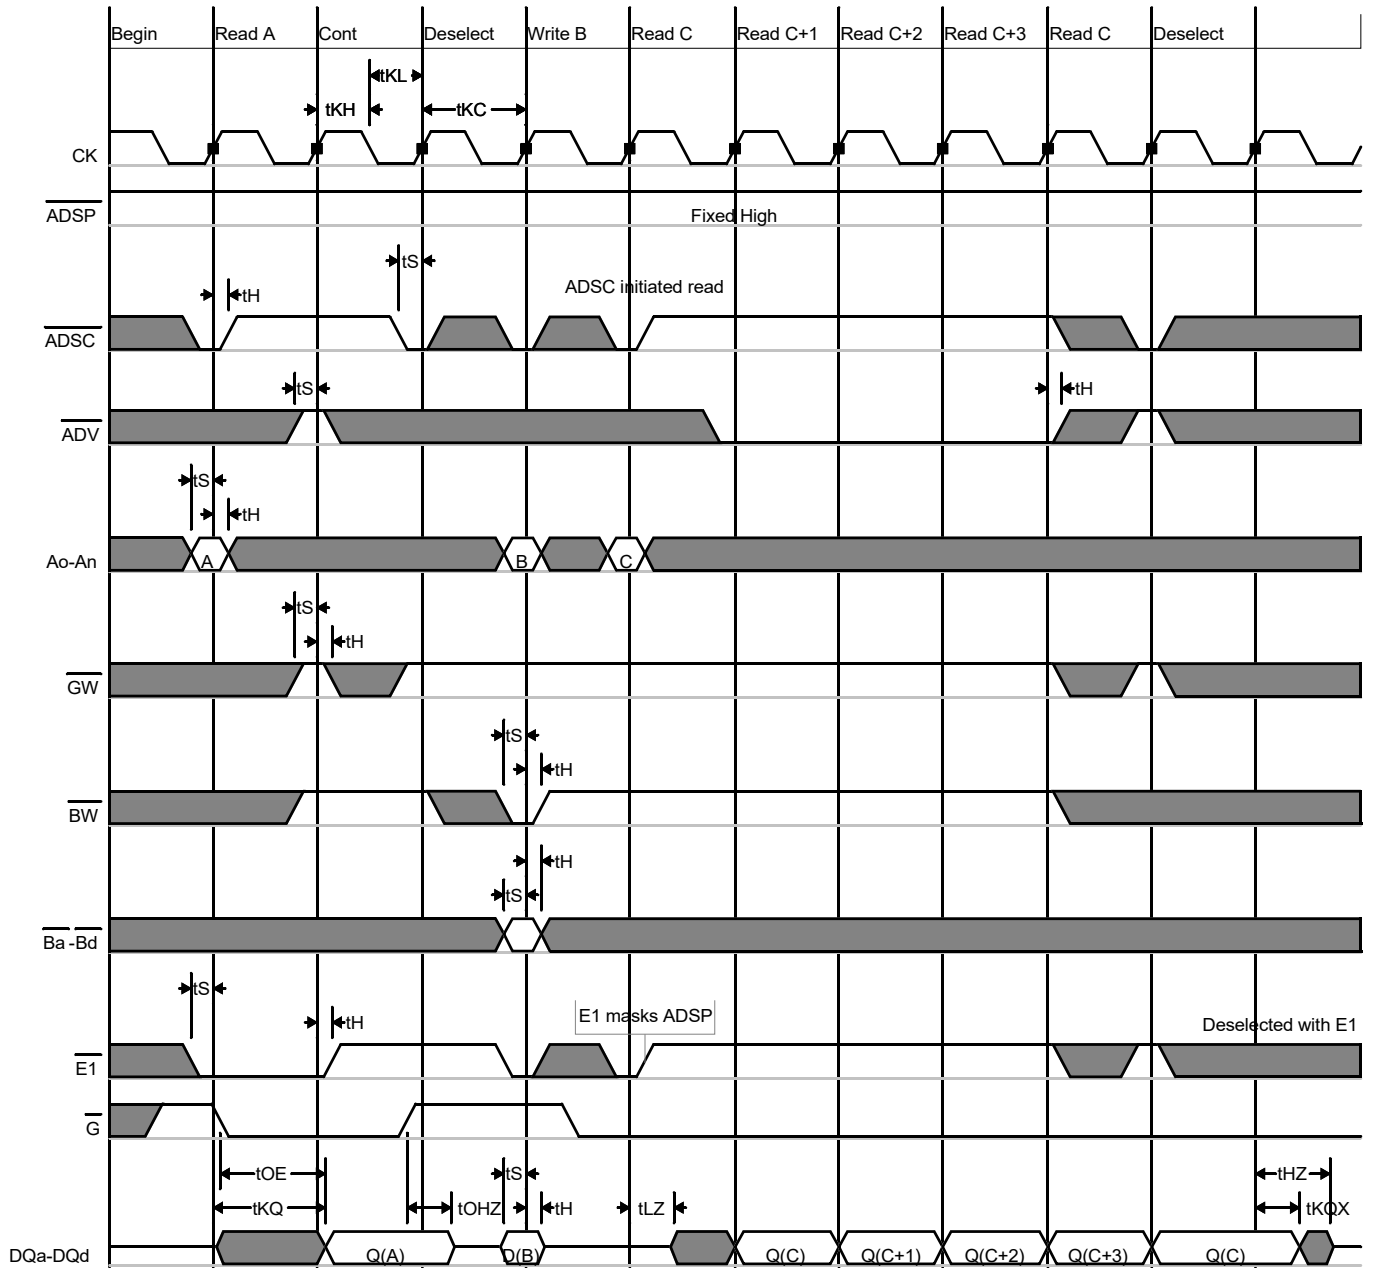 Begin Read A Cont Deselect Write B Read C Read C+1 Read C+2 Read C+3 Read C Deselect
tKL
tKH tKC
CK
ADSP Fixed High
tS
ADSC initiated read
tH
ADSC
tS tH
ADV
tS
tH
Ao-An A B C
tS
tH
GW
tS
tH
BW
tH
tS
Ba-Bd
tS
E1 masks ADSP
tH Deselected with E1
E1
G
tOE tS tHZ
tKQ tOHZ tH tLZ tKQX
DQa-DQd Q(A) D(B) Q(C) Q(C+1) Q(C+2) Q(C+3) Q(C)